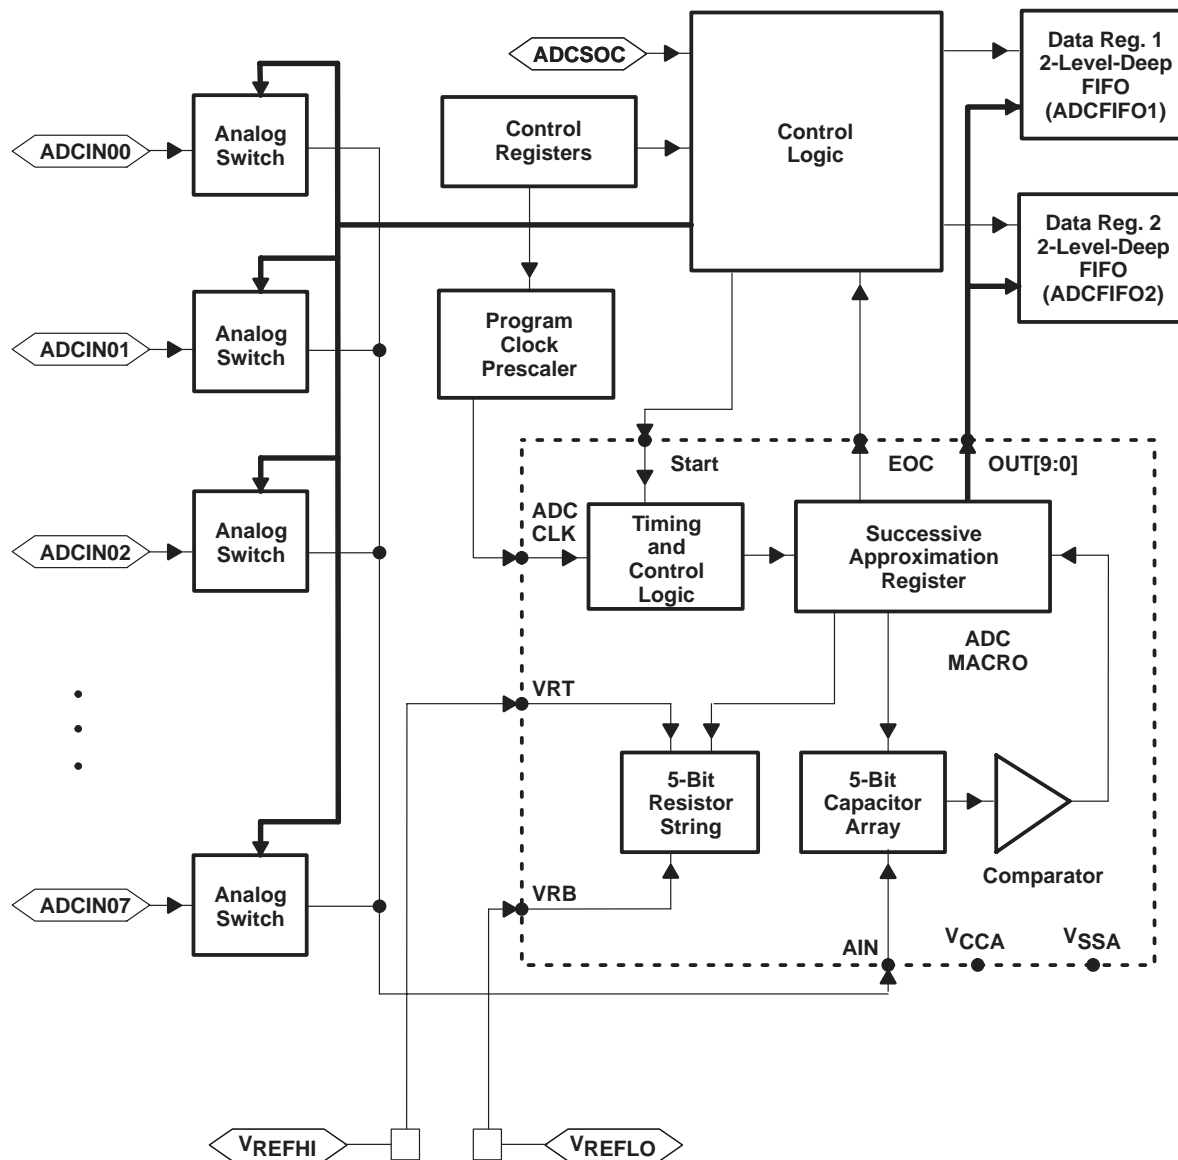 ADCSOC
Data Reg. 1
2-Level-Deep
FIFO
(ADCFIFO1)
ADCIN00
Analog
Switch
Control
Registers
Control
Logic
Data Reg. 2
2-Level-Deep
FIFO
(ADCFIFO2)
ADCIN01
Analog
Switch
Program
Clock
Prescaler
Start
EOC
OUT[9:0]
ADCIN02
Analog
Switch
ADC
CLK
Timing
and
Control
Logic
Successive
Approximation
Register
ADC
MACRO
VRT
5-Bit
Resistor
String
5-Bit
Capacitor
Array
Comparator
ADCIN07
Analog
Switch
VRB
AIN
VCCA
VSSA
VREFHI
VREFLO